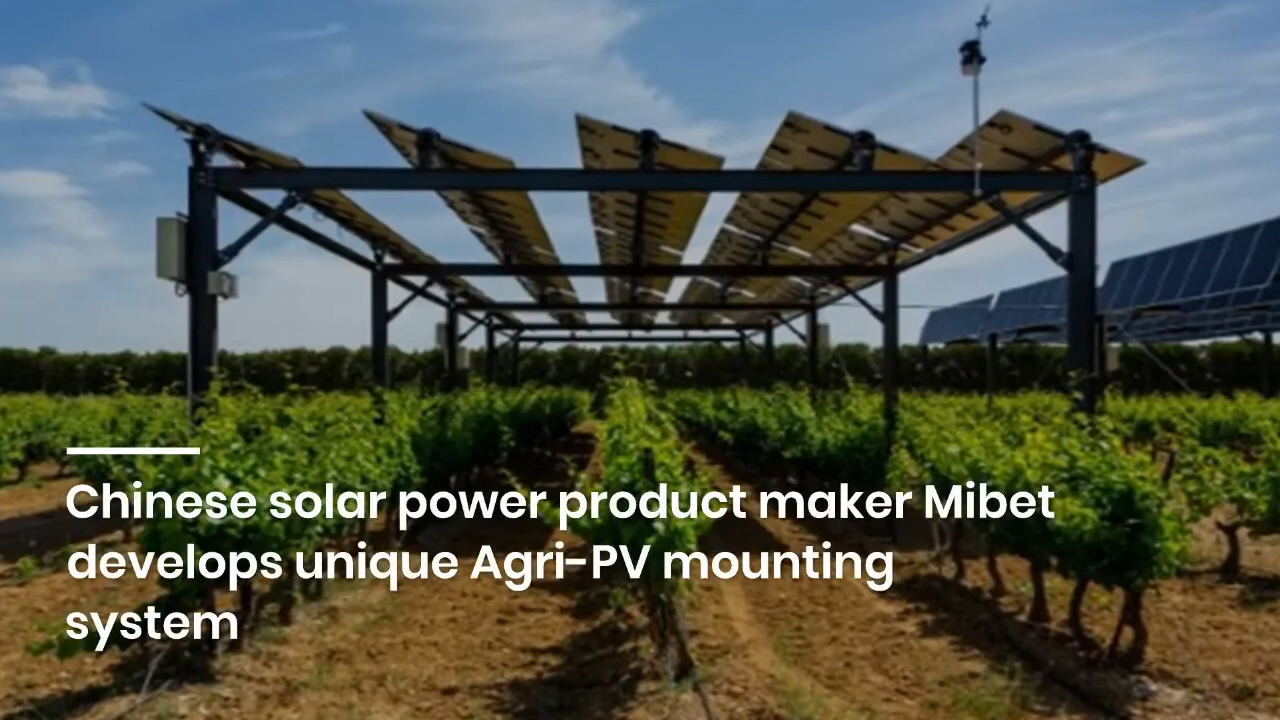 Chinese solar power product maker Mibet
develops unique Agri-PV mounting
system